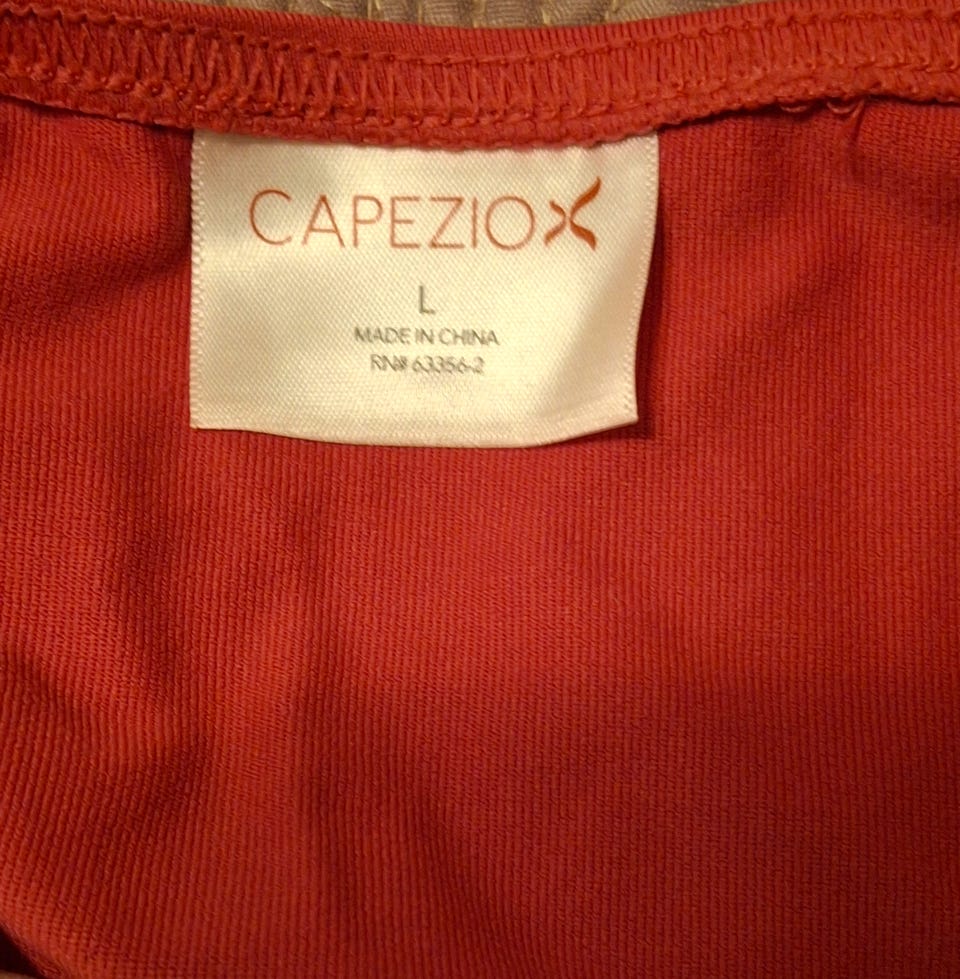 CAPEZIO
L
MADE IN CHINA
RN# 63356-2